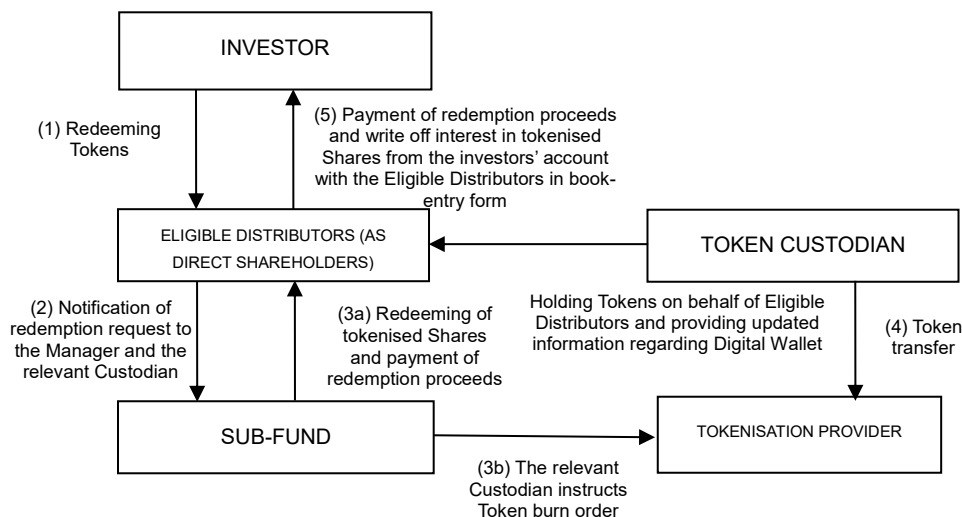 INVESTOR
(1) Redeeming
Tokens
(5) Payment of redemption proceeds
and write off interest in tokenised
Shares from the investors’ account
with the Eligible Distributors in book-
entry form
ELIGIBLE DISTRIBUTORS (AS
DIRECT SHAREHOLDERS)
TOKEN CUSTODIAN
(2) Notification of
redemption request to
the Manager and the
relevant Custodian
(3a) Redeeming of
tokenised Shares
and payment of
redemption proceeds
Holding Tokens on behalf of Eligible
Distributors and providing updated
information regarding Digital Wallet
(4) Token
transfer
SUB-FUND
TOKENISATION PROVIDER
(3b) The relevant
Custodian instructs
Token burn order